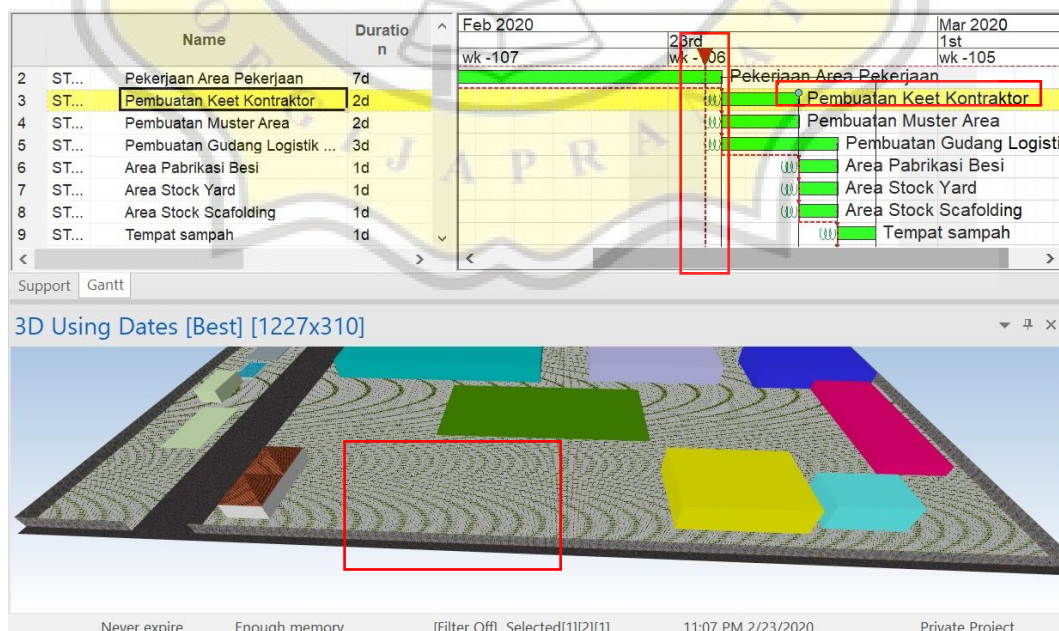 Name Duratio
n
Feb 2020 Mar 2020
23rd 1st
wk -107 wk -106 wk -105
2 ST... Pekerjaan Area Pekerjaan 7d Pekerjaan Area Pekerjaan
3 ST... Pembuatan Keet Kontraktor 2d Pembuatan Keet Kontraktor
4 ST... Pembuatan Muster Area 2d Pembuatan Muster Area
5 ST... Pembuatan Gudang Logistik ... 3d Pembuatan Gudang Logisti
6 ST... Area Pabrikasi Besi 1d Area Pabrikasi Besi
7 ST... Area Stock Yard 1d Area Stock Yard
8 ST... Area Stock Scafolding 1d Area Stock Scafolding
9 ST... Tempat sampah 1d Tempat sampah
Support Gantt
3D Using Dates [Best] [1227x310]
Never expire Enough memory [Filter Off] Selected[1][2][1] 11:07 PM 2/23/2020 Private Project